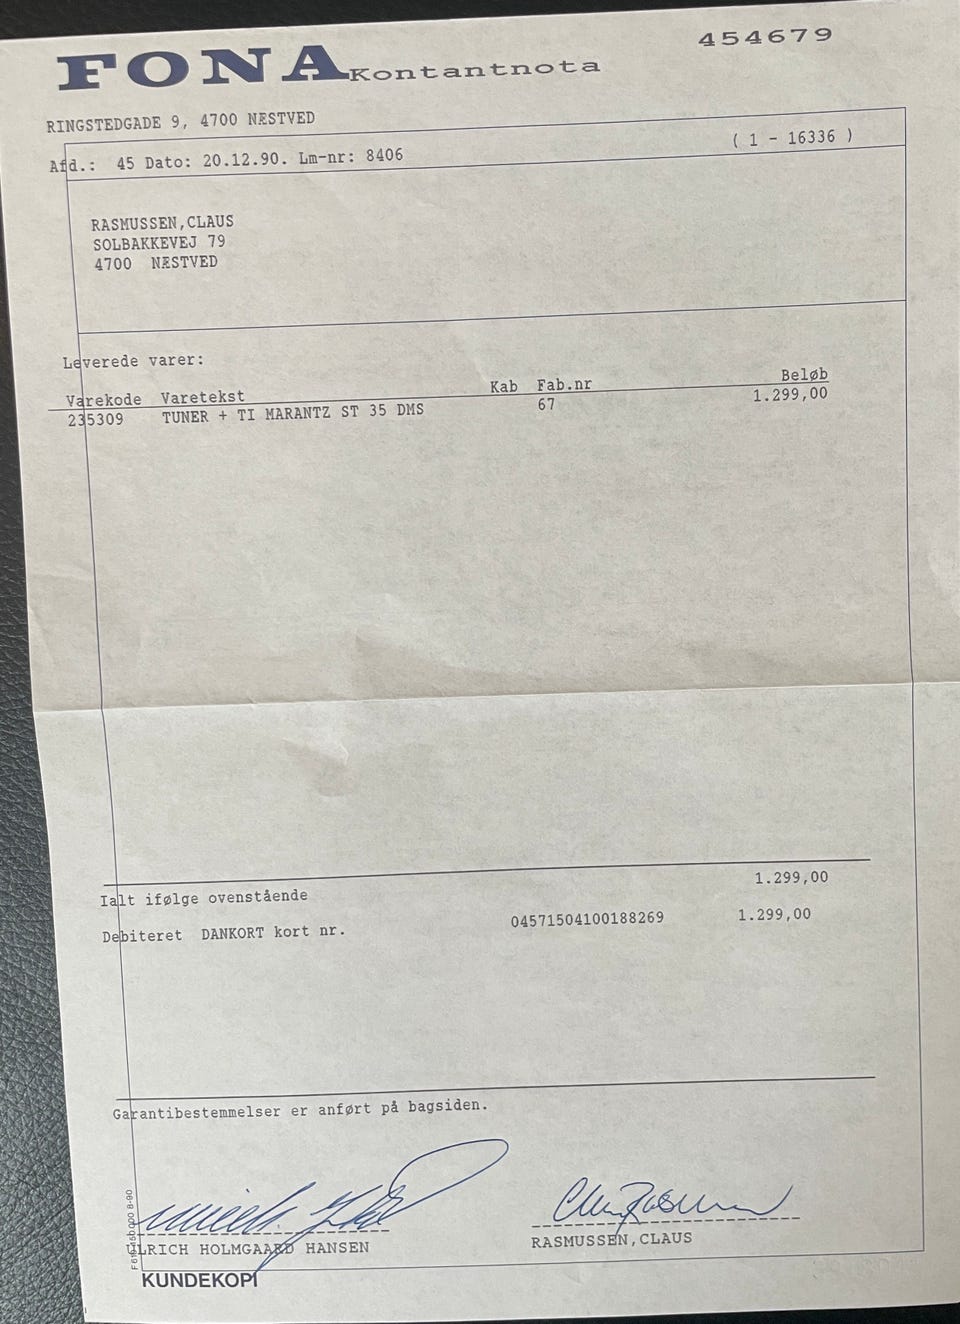 454679
FONA Kontantnota
RINGSTEDGADE 9, 4700 NÆSTVED
Afd.: 45 Dato: 20.12.90. Lm-nr: 8406 ( 1 - 16336 )
RASMUSSEN,CLAUS
SOLBAKKEVEJ 79
4700 NÆSTVED
Leverede varer:
Varekode Varetekst Kab Fab.nr Beløb
235309 TUNER + TI MARANTZ ST 35 DMS 67 1.299,00
Ialt ifølge ovenstående 1.299,00
Debiteret DANKORT kort nr. 04571504100188269 1.299,00
Garantibestemmelser er anført på bagsiden.
Claus Rasmussen
ULRICH HOLMGAARD HANSEN RASMUSSEN,CLAUS
KUNDEKOPI